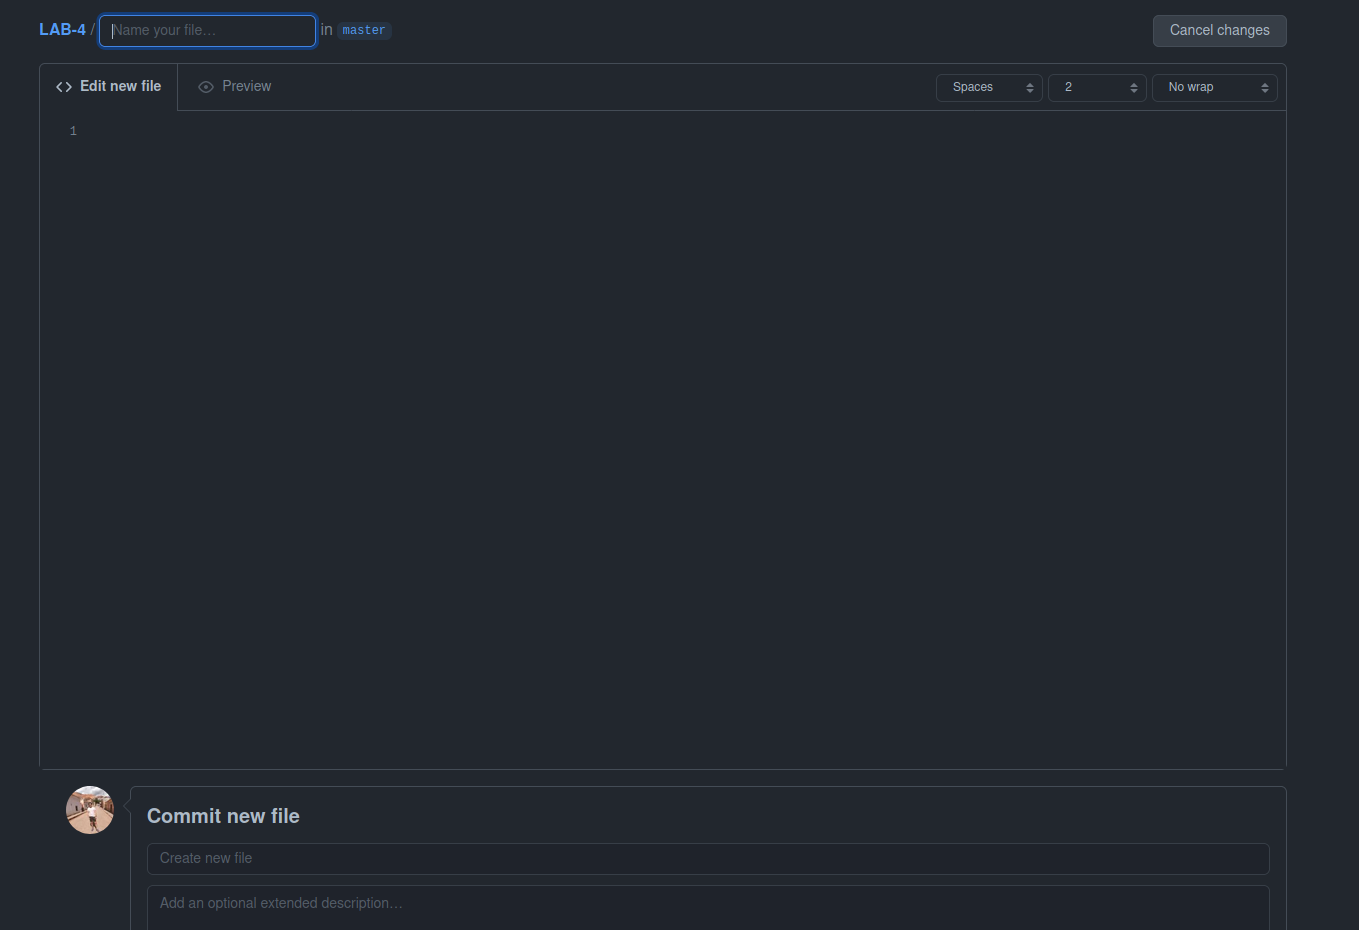 LAB-4 / Name your file... in master Cancel changes
<> Edit new file Preview Spaces 2 No wrap
1
Commit new file
Create new file
Add an optional extended description...